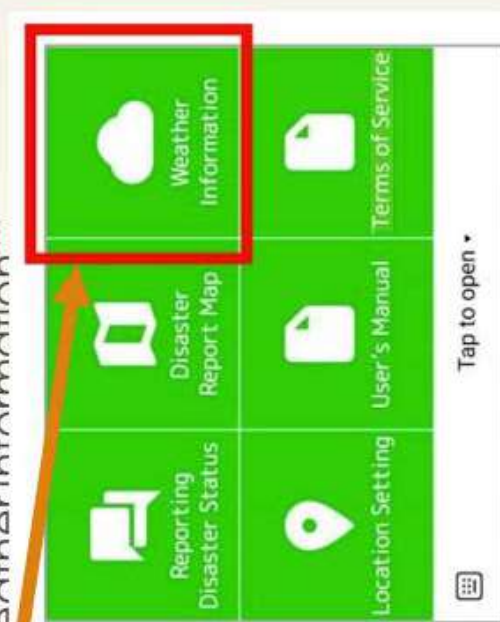 Reporting
Disaster Status
Disaster
Report Map
Weather
Information
Location Setting
User's Manual
Terms of Service
Tap to open ▾